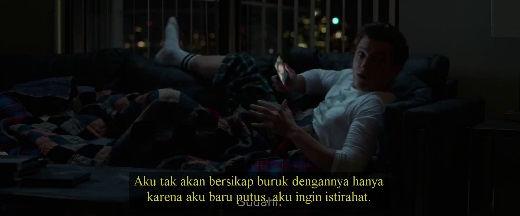 Aku tak akan bersikap buruk dengannya hanya
karena aku baru putus, aku ingin istirahat.